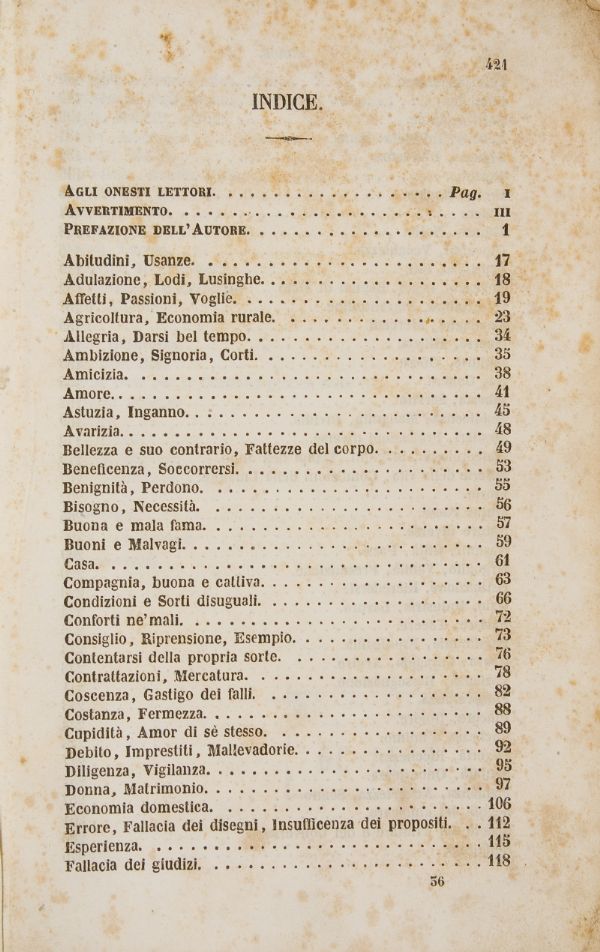 421
INDICE.
AGLI ONESTI LETTORI. . . . . . . . . . . . . . . . . . . . Pag. I
AVVERTIMENTO. . . . . . . . . . . . . . . . . . . . . . . . III
PREFAZIONE DELL'AUTORE. . . . . . . . . . . . . . . . . . . 1
Abitudini, Usanze. . . . . . . . . . . . . . . . . . . . . . 17
Adulazione, Lodi, Lusinghe. . . . . . . . . . . . . . . . . 18
Affetti, Passioni, Voglie. . . . . . . . . . . . . . . . . . 19
Agricoltura, Economia rurale. . . . . . . . . . . . . . . . 23
Allegria, Darsi bel tempo. . . . . . . . . . . . . . . . . . 34
Ambizione, Signoria, Corti. . . . . . . . . . . . . . . . . 35
Amicizia. . . . . . . . . . . . . . . . . . . . . . . . . . 38
Amore. . . . . . . . . . . . . . . . . . . . . . . . . . . . 41
Astuzia, Inganno. . . . . . . . . . . . . . . . . . . . . . 45
Avarizia. . . . . . . . . . . . . . . . . . . . . . . . . . 48
Bellezza e suo contrario, Fattezze del corpo. . . . . . . . 49
Beneficenza, Soccorrersi. . . . . . . . . . . . . . . . . . 53
Benignità, Perdono. . . . . . . . . . . . . . . . . . . . . 55
Bisogno, Necessità. . . . . . . . . . . . . . . . . . . . . 56
Buona e mala fama. . . . . . . . . . . . . . . . . . . . . . 57
Buoni e Malvagi. . . . . . . . . . . . . . . . . . . . . . . 59
Casa. . . . . . . . . . . . . . . . . . . . . . . . . . . . 61
Compagnia, buona e cattiva. . . . . . . . . . . . . . . . . 63
Condizioni e Sorti disuguali. . . . . . . . . . . . . . . . 66
Conforti ne'mali. . . . . . . . . . . . . . . . . . . . . . 72
Consiglio, Riprensione, Esempio. . . . . . . . . . . . . . . 73
Contentarsi della propria sorte. . . . . . . . . . . . . . . 76
Contrattazioni, Mercatura. . . . . . . . . . . . . . . . . . 78
Coscenza, Gastigo dei falli. . . . . . . . . . . . . . . . . 82
Costanza, Fermezza. . . . . . . . . . . . . . . . . . . . . 88
Cupidità, Amor di sè stesso. . . . . . . . . . . . . . . . . 89
Debito, Imprestiti, Mallevadorie. . . . . . . . . . . . . . 92
Diligenza, Vigilanza. . . . . . . . . . . . . . . . . . . . 95
Donna, Matrimonio. . . . . . . . . . . . . . . . . . . . . . 97
Economia domestica. . . . . . . . . . . . . . . . . . . . . 106
Errore, Fallacia dei disegni, Insufficenza dei propositi. . . 112
Esperienza. . . . . . . . . . . . . . . . . . . . . . . . . 115
Fallacia dei giudizi. . . . . . . . . . . . . . . . . . . . 118
36